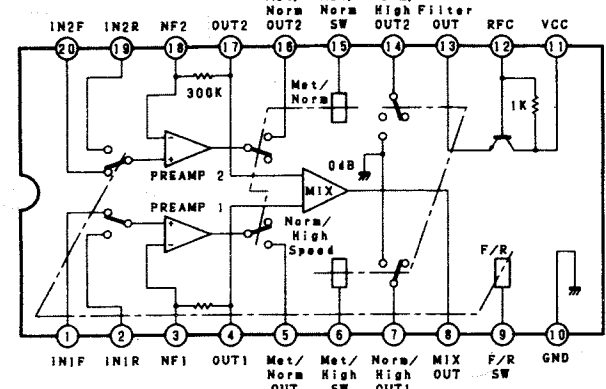 Norm Norm High Filter
IN2F IN2R NF2 OUT2 OUT2 SW OUT2 OUT RFC VCC
20 19 18 17 16 15 14 13 12 11
300K
Met/
Norm
1K
PREAMP 2
0dB
MIX
PREAMP 1
Norm/
High
Speed
F/R
1 2 3 4 5 6 7 8 9 10
IN1F IN1R NF1 OUT1 Met/ Met/ Norm/ MIX F/R GND
Norm High High OUT SW